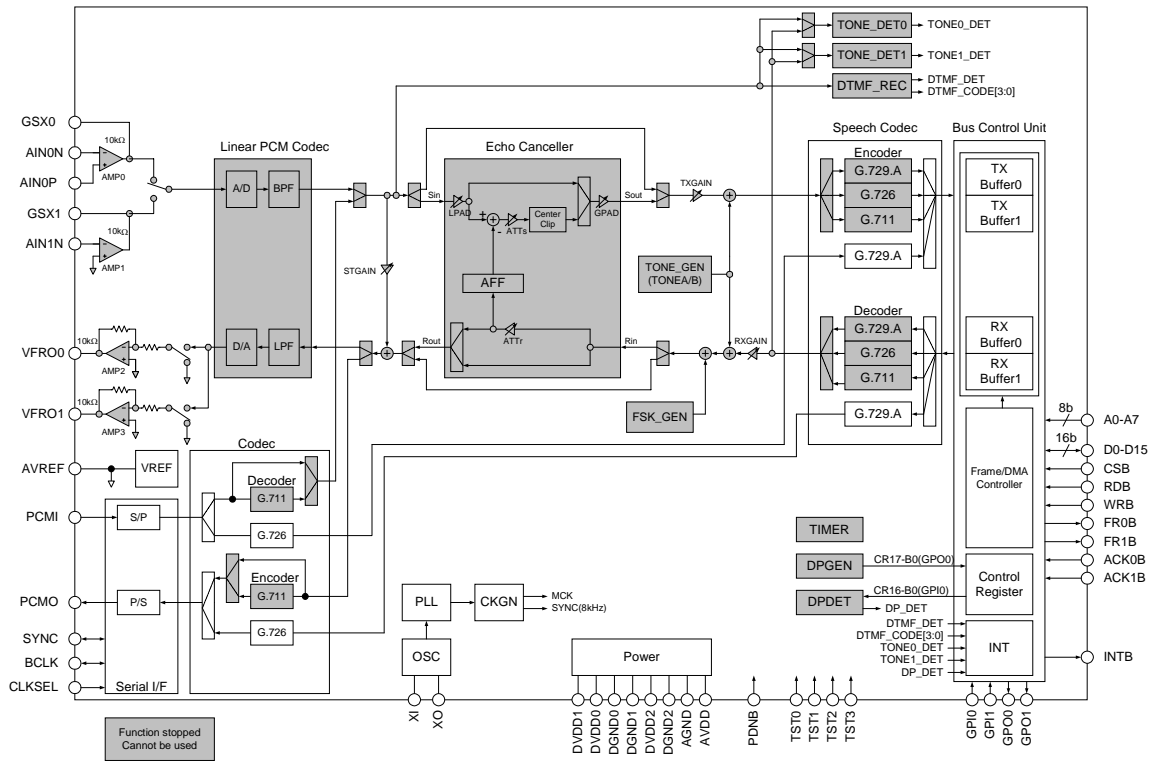 TONE_DET0
TONE0_DET
TONE_DET1
TONE1_DET
DTMF_REC
DTMF_DET
DTMF_CODE[3:0]
GSX0
10kΩ
AIN0N
AMP0
AIN0P
GSX1
10kΩ
AIN1N
AMP1
Linear PCM Codec
A/D
BPF
D/A
LPF
STGAIN
Echo Canceller
Sin
LPAD
+
+
-
ATTs
Center
Clip
GPAD
Sout
AFF
ATTr
Rout
Rin
TXGAIN
TONE_GEN
(TONEA/B)
RXGAIN
FSK_GEN
Speech Codec
Encoder
G.729.A
G.726
G.711
G.729.A
Decoder
G.729.A
G.726
G.711
G.729.A
Bus Control Unit
TX
Buffer0
TX
Buffer1
RX
Buffer0
RX
Buffer1
Frame/DMA
Controller
Control
Register
INT
VFRO0
10kΩ
AMP2
VFRO1
10kΩ
AMP3
AVREF
VREF
PCMI
S/P
PCMO
P/S
SYNC
BCLK
CLKSEL
Serial I/F
Codec
Decoder
G.711
G.726
Encoder
G.711
G.726
PLL
CKGN
MCK
SYNC(8kHz)
OSC
XI
XO
Power
DVDD1
DVDD0
DGND0
DGND1
DVDD2
DGND2
AGND
AVDD
PDNB
TST0
TST1
TST2
TST3
TIMER
DPGEN
CR17-B0(GPO0)
DPDET
CR16-B0(GPI0)
DP_DET
DTMF_DET
DTMF_CODE[3:0]
TONE0_DET
TONE1_DET
DP_DET
8b
A0-A7
16b
D0-D15
CSB
RDB
WRB
FR0B
FR1B
ACK0B
ACK1B
INTB
GPI0
GPI1
GPO0
GPO1
Function stopped
Cannot be used